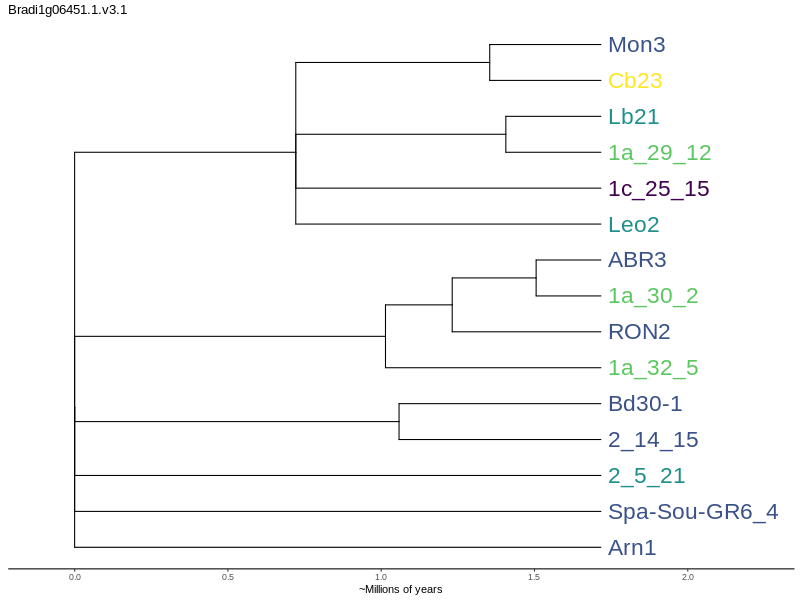 Bradi1g06451.1.v3.1
Mon3
Cb23
Lb21
1a_29_12
1c_25_15
Leo2
ABR3
1a_30_2
RON2
1a_32_5
Bd30-1
2_14_15
2_5_21
Spa-Sou-GR6_4
Arn1
0.0 0.5 1.0 1.5 2.0
~Millions of years